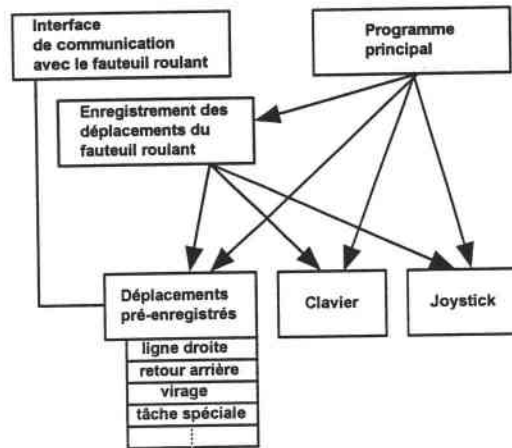 Interface
de communication
avec le fauteuil roulant
Programme
principal
Enregistrement des
déplacements du
fauteuil roulant
Déplacements
pré-enregistrés
Clavier
Joystick
ligne droite
retour arrière
virage
tâche spéciale